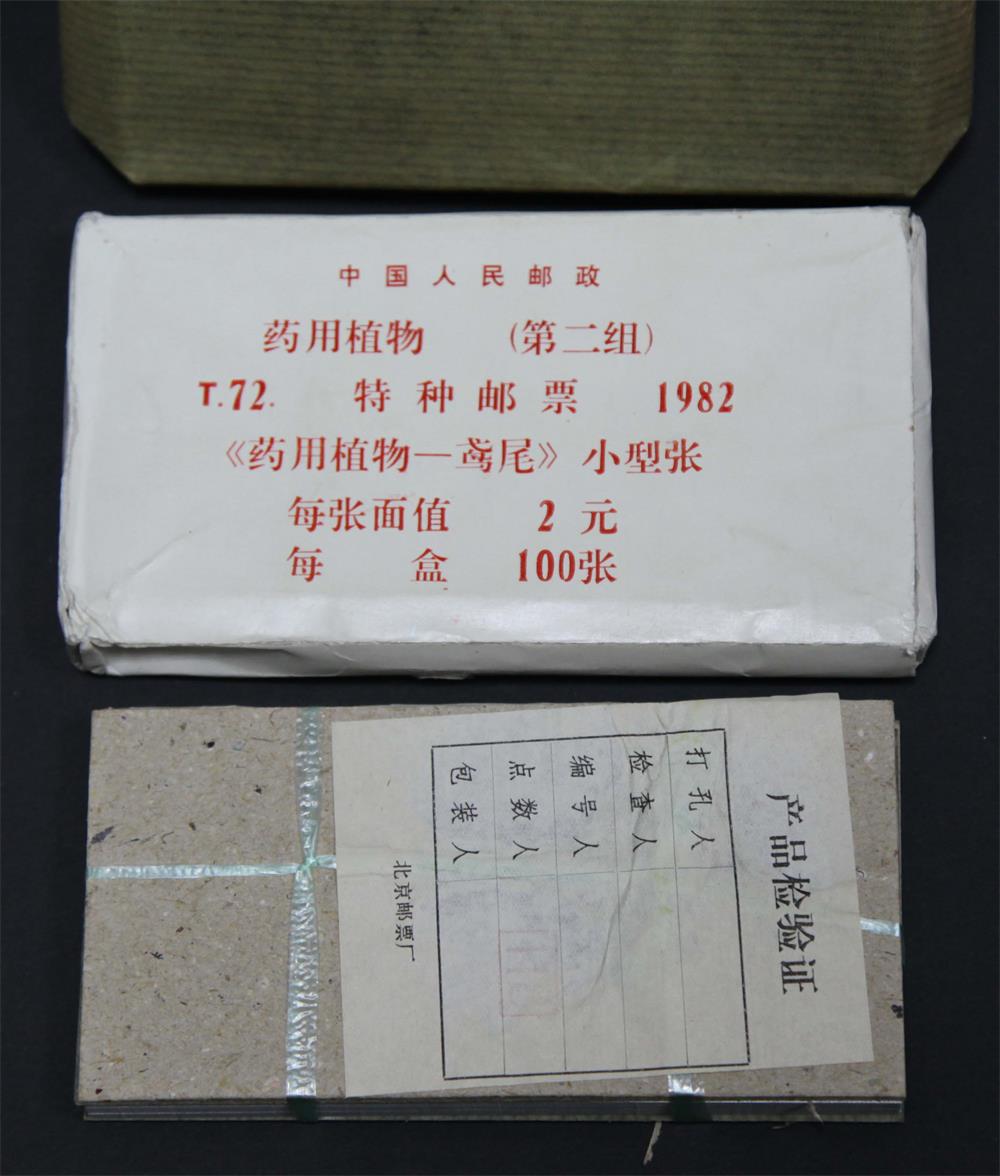 中国人民邮政
药用植物 （第二组）
T.72. 特种邮票 1982
《药用植物—鸢尾》小型张
每张面值 2 元
每 盒 100张
产品检验证
打孔人
检查人
编号人
点数人
包装人
北京邮票厂